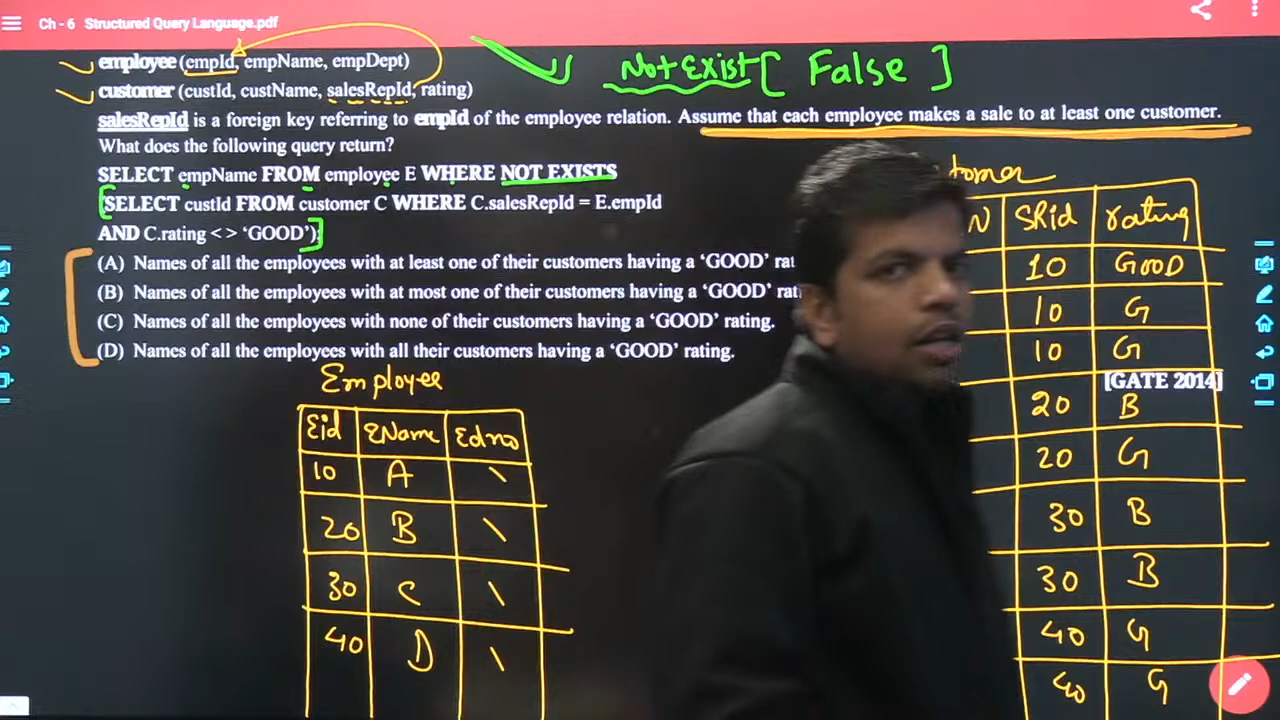 Ch - 6 Structured Query Language.pdf
employee (empId, empName, empDept)
customer (custId, custName, salesRepId, rating)
Not Exist [ False ]
salesRepId is a foreign key referring to empId of the employee relation. Assume that each employee makes a sale to at least one customer.
What does the following query return?
SELECT empName FROM employee E WHERE NOT EXISTS
(SELECT custId FROM customer C WHERE C.salesRepId = E.empId
AND C.rating < > ‘GOOD’);
(A) Names of all the employees with at least one of their customers having a ‘GOOD’ rat
(B) Names of all the employees with at most one of their customers having a ‘GOOD’ rat
(C) Names of all the employees with none of their customers having a ‘GOOD’ rating.
(D) Names of all the employees with all their customers having a ‘GOOD’ rating.
[GATE 2014]
Employee
Eid EName Edno
10 A \
20 B \
30 C \
40 D \
tomer
N SRid rating
10 GOOD
10 G
10 G
20 B
20 G
30 B
30 B
40 G
40 G